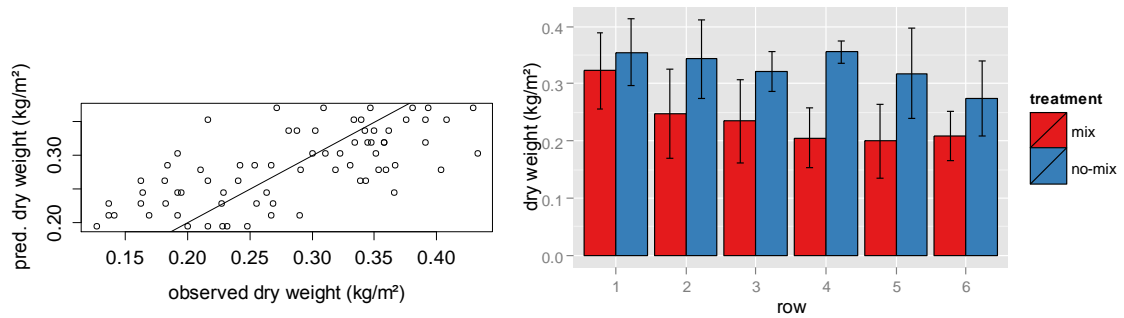 pred. dry weight (kg/m²)
0.20
0.30
0.15
0.20
0.25
0.30
0.35
0.40
observed dry weight (kg/m²)
dry weight (kg/m²)
0.4
0.3
0.2
0.1
0.0
1
2
3
4
5
6
row
treatment
mix
no-mix